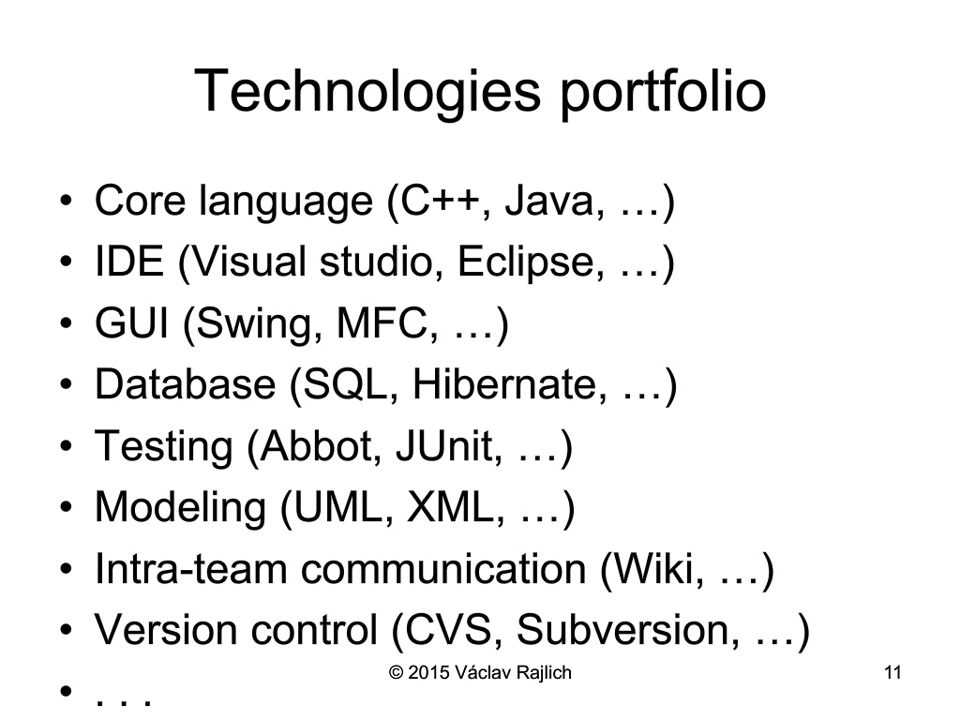 Technologies portfolio
• Core language (C++, Java, …)
• IDE (Visual studio, Eclipse, …)
• GUI (Swing, MFC, …)
• Database (SQL, Hibernate, …)
• Testing (Abbot, JUnit, …)
• Modeling (UML, XML, …)
• Intra-team communication (Wiki, …)
• Version control (CVS, Subversion, …)
• . . .
© 2015 Václav Rajlich 11